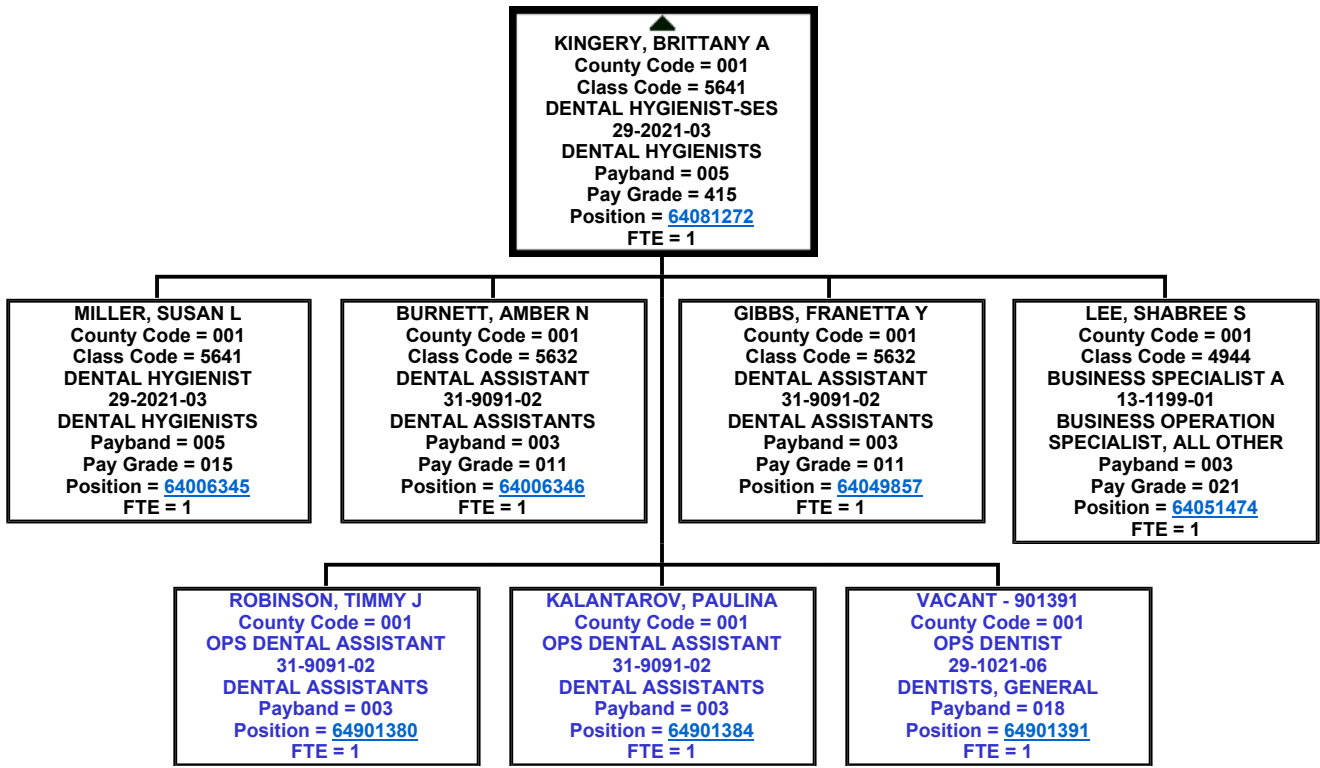 KINGERY, BRITTANY A
County Code = 001
Class Code = 5641
DENTAL HYGIENIST-SES
29-2021-03
DENTAL HYGIENISTS
Payband = 005
Pay Grade = 415
Position = 64081272
FTE = 1
MILLER, SUSAN L
County Code = 001
Class Code = 5641
DENTAL HYGIENIST
29-2021-03
DENTAL HYGIENISTS
Payband = 005
Pay Grade = 015
Position = 64006345
FTE = 1
BURNETT, AMBER N
County Code = 001
Class Code = 5632
DENTAL ASSISTANT
31-9091-02
DENTAL ASSISTANTS
Payband = 003
Pay Grade = 011
Position = 64006346
FTE = 1
GIBBS, FRANETTA Y
County Code = 001
Class Code = 5632
DENTAL ASSISTANT
31-9091-02
DENTAL ASSISTANTS
Payband = 003
Pay Grade = 011
Position = 64049857
FTE = 1
LEE, SHABREE S
County Code = 001
Class Code = 4944
BUSINESS SPECIALIST A
13-1199-01
BUSINESS OPERATION
SPECIALIST, ALL OTHER
Payband = 003
Pay Grade = 021
Position = 64051474
FTE = 1
ROBINSON, TIMMY J
County Code = 001
OPS DENTAL ASSISTANT
31-9091-02
DENTAL ASSISTANTS
Payband = 003
Position = 64901380
FTE = 1
KALANTAROV, PAULINA
County Code = 001
OPS DENTAL ASSISTANT
31-9091-02
DENTAL ASSISTANTS
Payband = 003
Position = 64901384
FTE = 1
VACANT - 901391
County Code = 001
OPS DENTIST
29-1021-06
DENTISTS, GENERAL
Payband = 018
Position = 64901391
FTE = 1